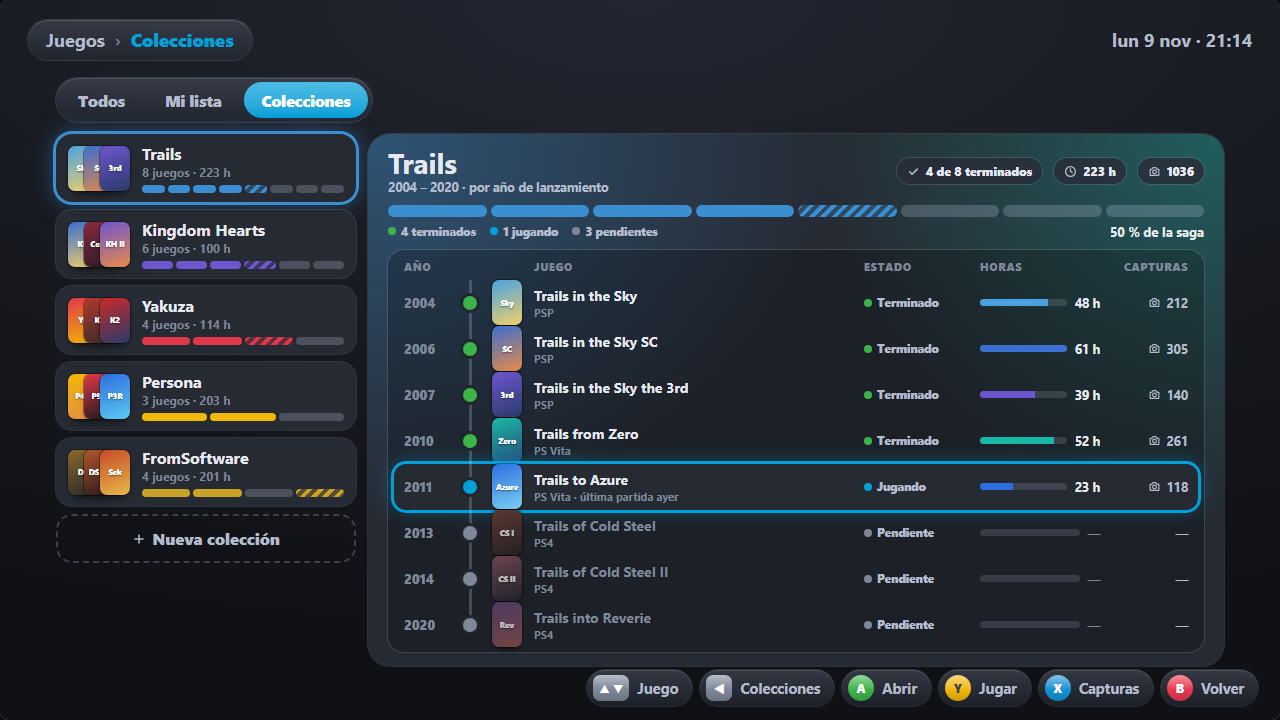 Juegos › Colecciones
lun 9 nov · 21:14
Todos Mi lista Colecciones
3rd
Trails
8 juegos · 223 h
KH II
Kingdom Hearts
6 juegos · 100 h
Y K K2
Yakuza
4 juegos · 114 h
P3R
Persona
3 juegos · 203 h
D DS Sek
FromSoftware
4 juegos · 201 h
+ Nueva colección
Trails
2004 – 2020 · por año de lanzamiento
4 de 8 terminados 223 h 1036
4 terminados 1 jugando 3 pendientes
50 % de la saga
AÑO JUEGO ESTADO HORAS CAPTURAS
2004 Sky Trails in the Sky Terminado 48 h 212
PSP
2006 SC Trails in the Sky SC Terminado 61 h 305
PSP
2007 3rd Trails in the Sky the 3rd Terminado 39 h 140
PSP
2010 Zero Trails from Zero Terminado 52 h 261
PS Vita
2011 Azure Trails to Azure Jugando 23 h 118
PS Vita · última partida ayer
2013 CS I Trails of Cold Steel Pendiente — —
PS4
2014 CS II Trails of Cold Steel II Pendiente — —
PS4
2020 Rev Trails into Reverie Pendiente — —
PS4
▲▼ Juego ◀ Colecciones A Abrir Y Jugar X Capturas B Volver